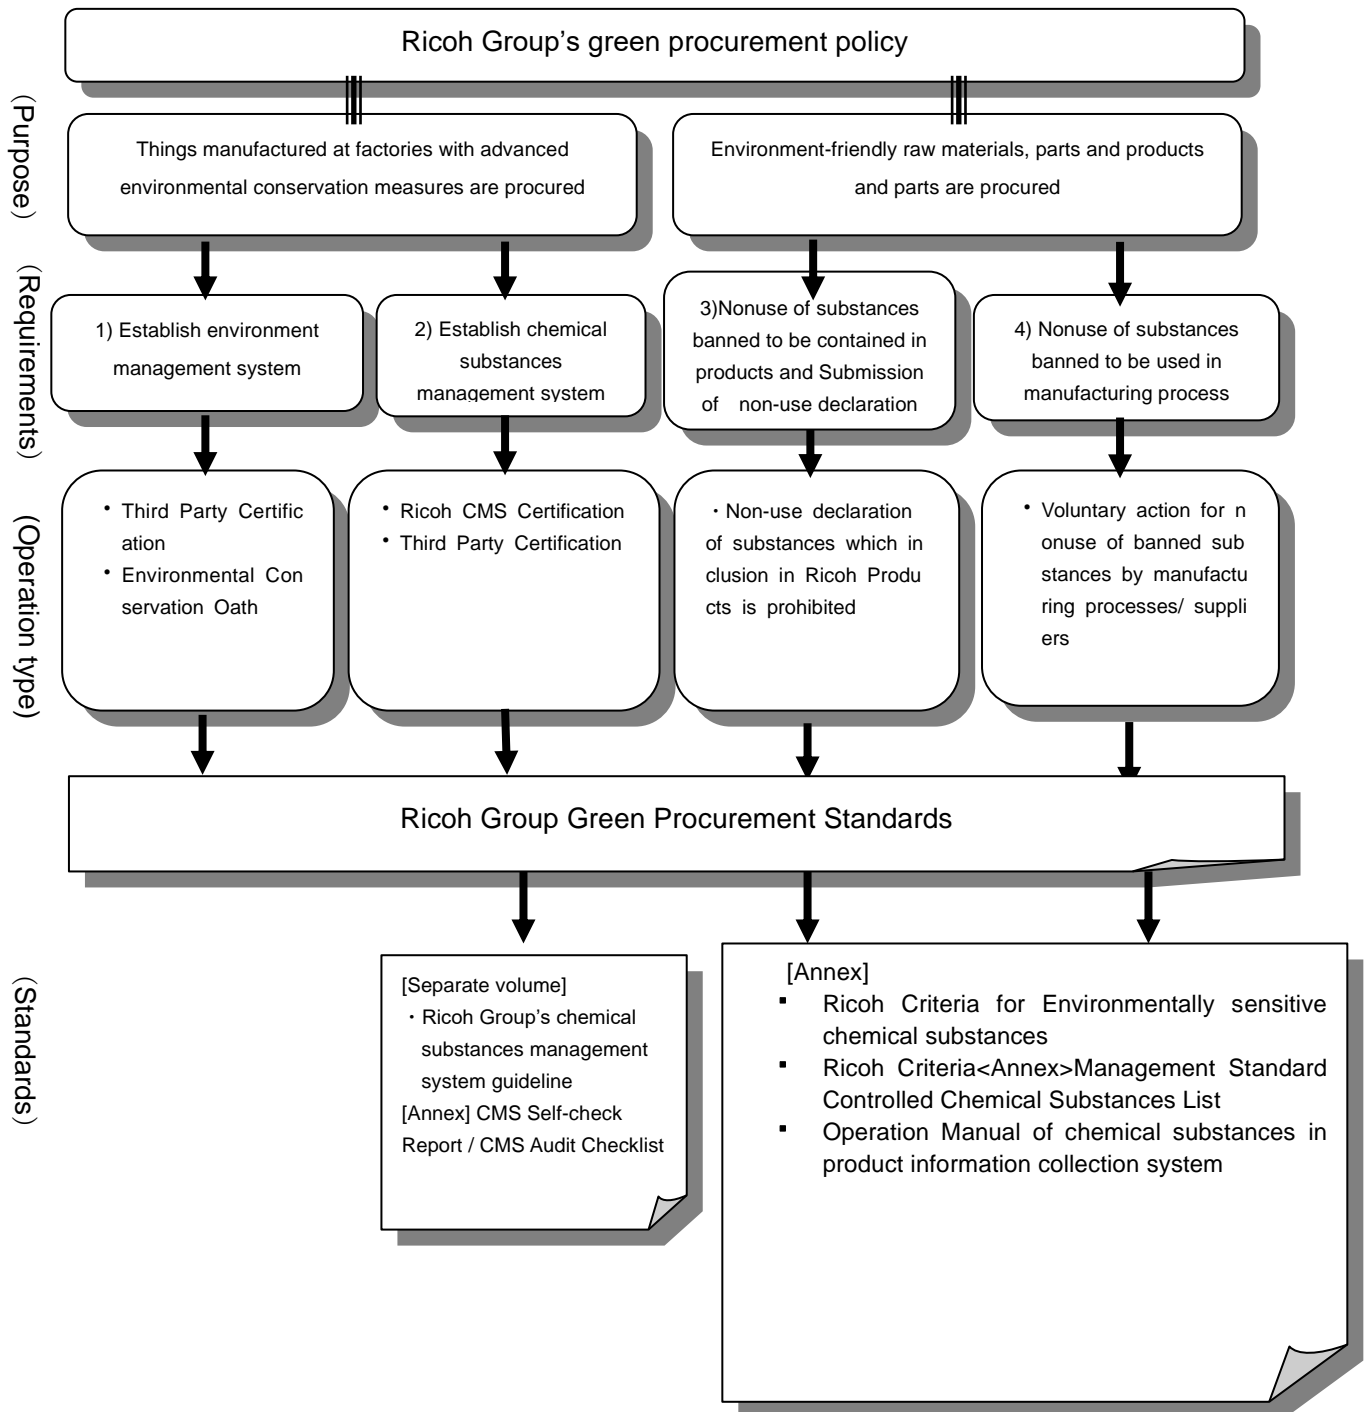 Ricoh Group's green procurement policy
(Purpose)
Things manufactured at factories with advanced
environmental conservation measures are procured
Environment-friendly raw materials, parts and products
and parts are procured
(Requirements)
1) Establish environment
management system
2) Establish chemical
substances
management system
3)Nonuse of substances
banned to be contained in
products and Submission
of non-use declaration
4) Nonuse of substances
banned to be used in
manufacturing process
(Operation type)
・Third Party Certific
ation
・Environmental Con
servation Oath
・Ricoh CMS Certification
・Third Party Certification
・Non-use declaration
of substances which in
clusion in Ricoh Produ
cts is prohibited
・Voluntary action for n
onuse of banned sub
stances by manufactu
ring processes/ suppli
ers
Ricoh Group Green Procurement Standards
(Standards)
[Separate volume]
・Ricoh Group's chemical
substances management
system guideline
[Annex] CMS Self-check
Report / CMS Audit Checklist
[Annex]
▪ Ricoh Criteria for Environmentally sensitive
chemical substances
▪ Ricoh Criteria<Annex>Management Standard
Controlled Chemical Substances List
▪ Operation Manual of chemical substances in
product information collection system